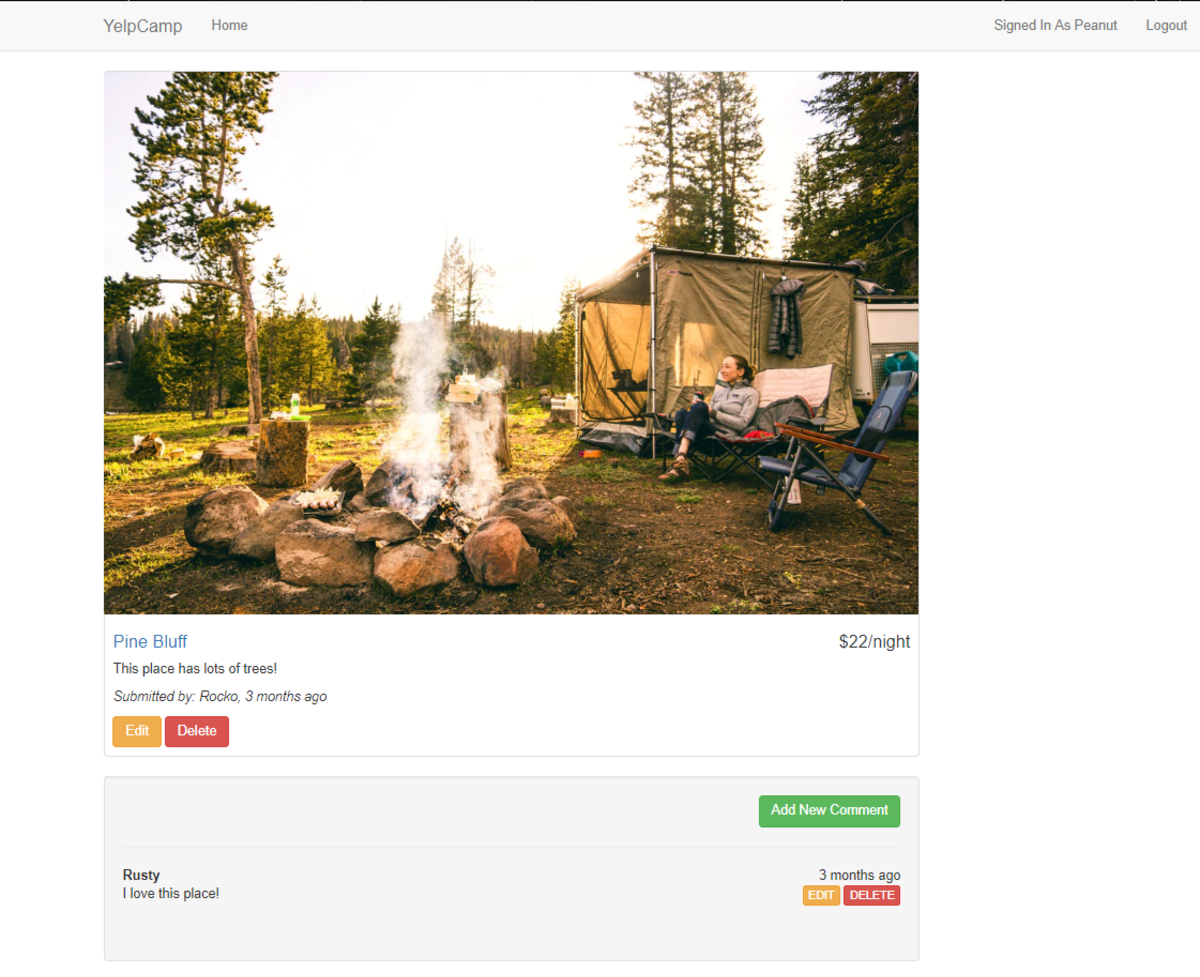 YelpCamp Home Signed In As Peanut Logout
Pine Bluff $22/night
This place has lots of trees!
Submitted by: Rocko, 3 months ago
Edit Delete
Add New Comment
Rusty 3 months ago
I love this place! EDIT DELETE